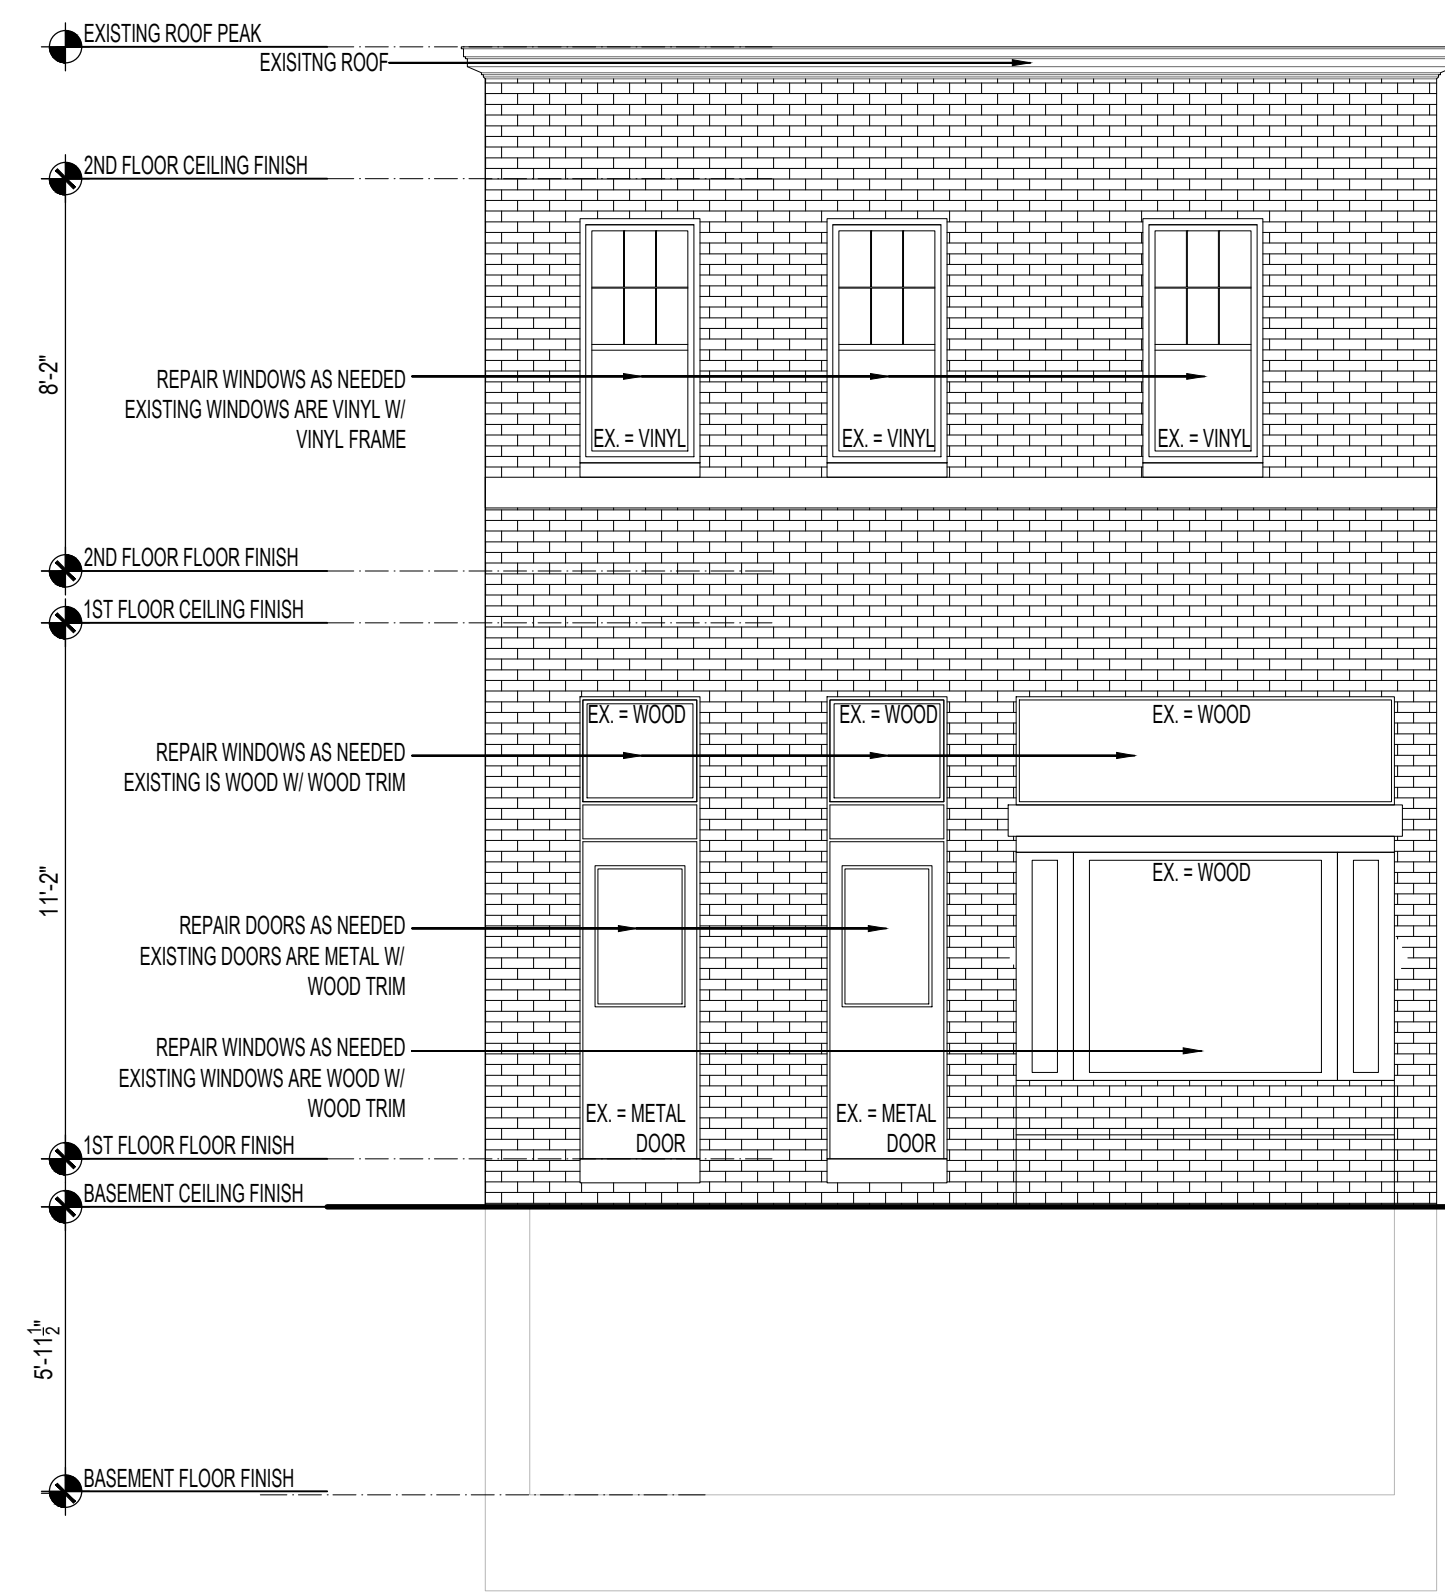 EXISTING ROOF PEAK
EXISITNG ROOF
2ND FLOOR CEILING FINISH
8'-2"
REPAIR WINDOWS AS NEEDED
EXISTING WINDOWS ARE VINYL W/
VINYL FRAME
EX. = VINYL
EX. = VINYL
EX. = VINYL
2ND FLOOR FLOOR FINISH
1ST FLOOR CEILING FINISH
EX. = WOOD
EX. = WOOD
EX. = WOOD
REPAIR WINDOWS AS NEEDED
EXISTING IS WOOD W/ WOOD TRIM
11'-2"
EX. = WOOD
REPAIR DOORS AS NEEDED
EXISTING DOORS ARE METAL W/
WOOD TRIM
REPAIR WINDOWS AS NEEDED
EXISTING WINDOWS ARE WOOD W/
WOOD TRIM
EX. = METAL
DOOR
EX. = METAL
DOOR
1ST FLOOR FLOOR FINISH
BASEMENT CEILING FINISH
5'-11 1/2"
BASEMENT FLOOR FINISH